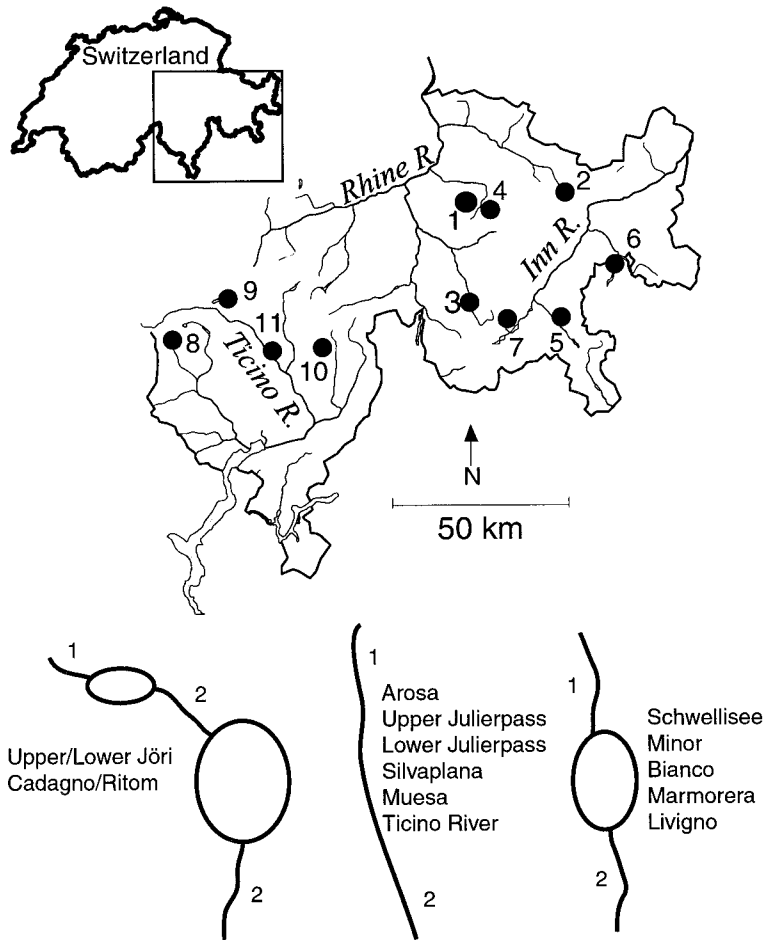 Switzerland
Rhine R.
2
4
1
Inn R.
6
9
3
11
8
7
5
10
Ticino R.
N
50 km
1
2
2
Upper/Lower Jöri
Cadagno/Ritom
1
Arosa
Upper Julierpass
Lower Julierpass
Silvaplana
Muesa
Ticino River
2
1
Schwellisee
Minor
Bianco
Marmorera
Livigno
2